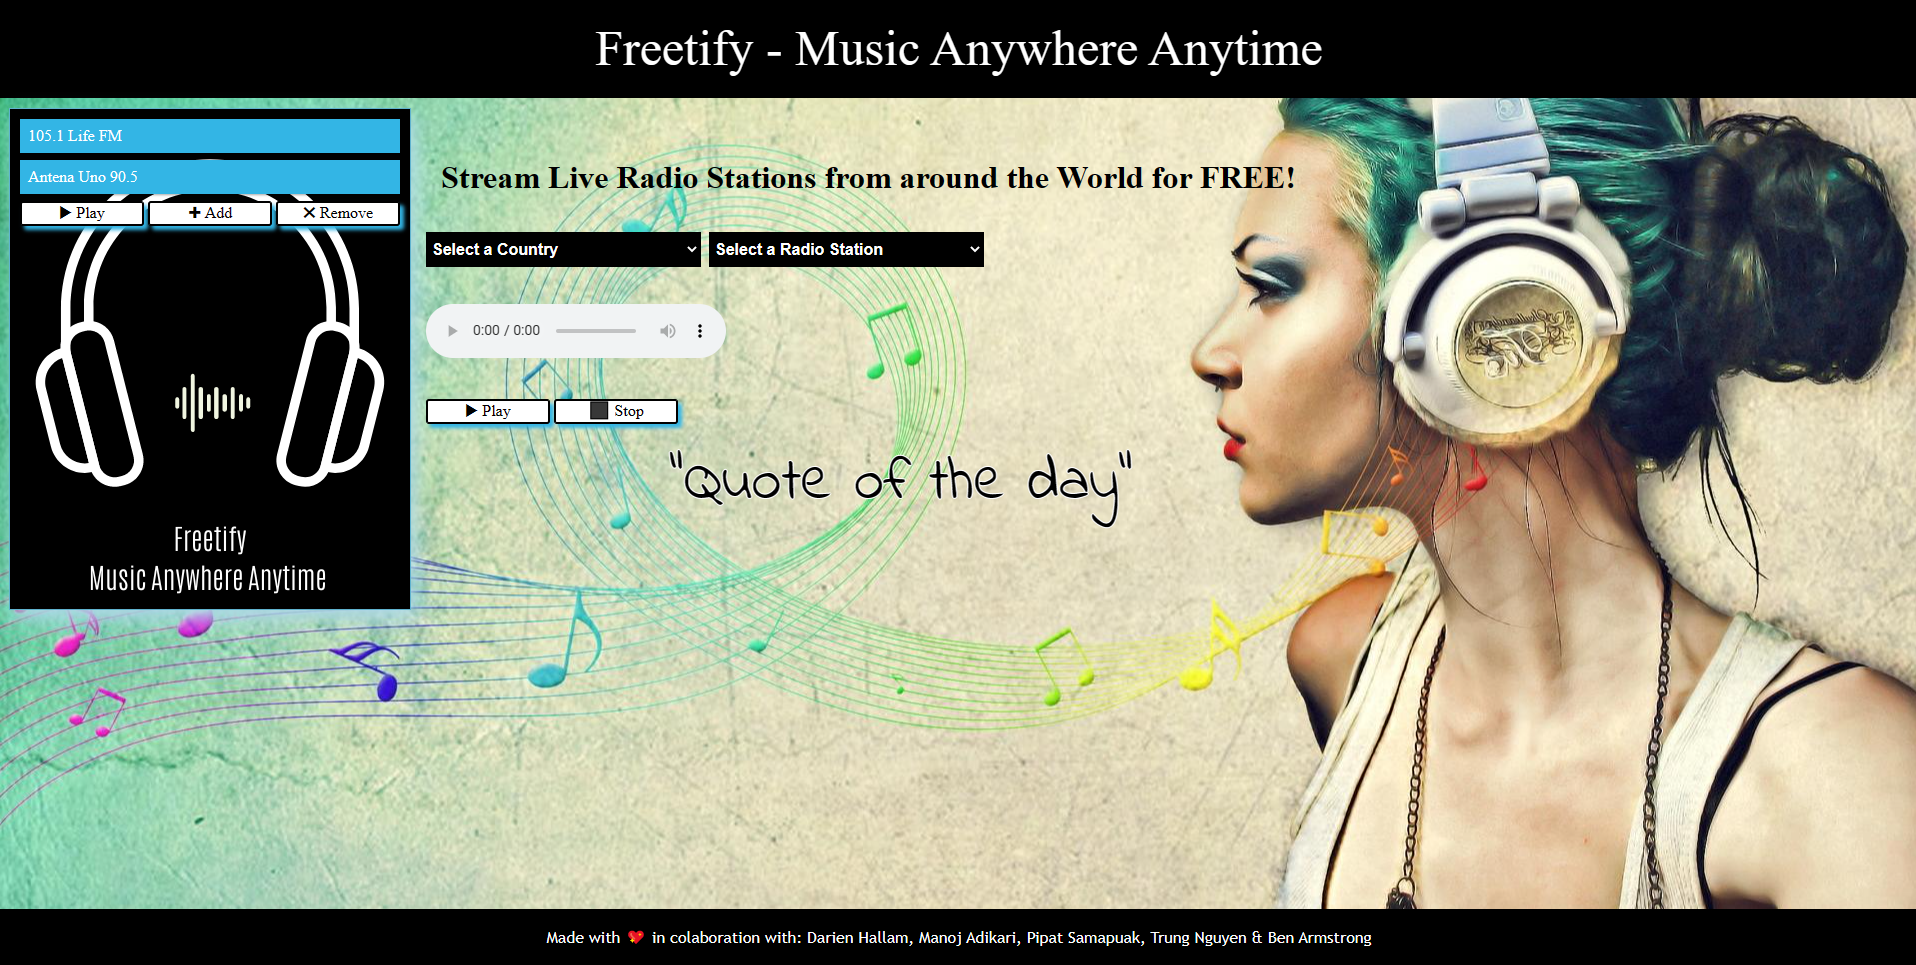 Freetify - Music Anywhere Anytime
105.1 Life FM
Antena Uno 90.5
▶ Play ✚ Add ✕ Remove
Freetify
Music Anywhere Anytime
Stream Live Radio Stations from around the World for FREE!
Select a Country Select a Radio Station
0:00 / 0:00
▶ Play Stop
"Quote of the day"
Made with 💖 in colaboration with: Darien Hallam, Manoj Adikari, Pipat Samapuak, Trung Nguyen & Ben Armstrong